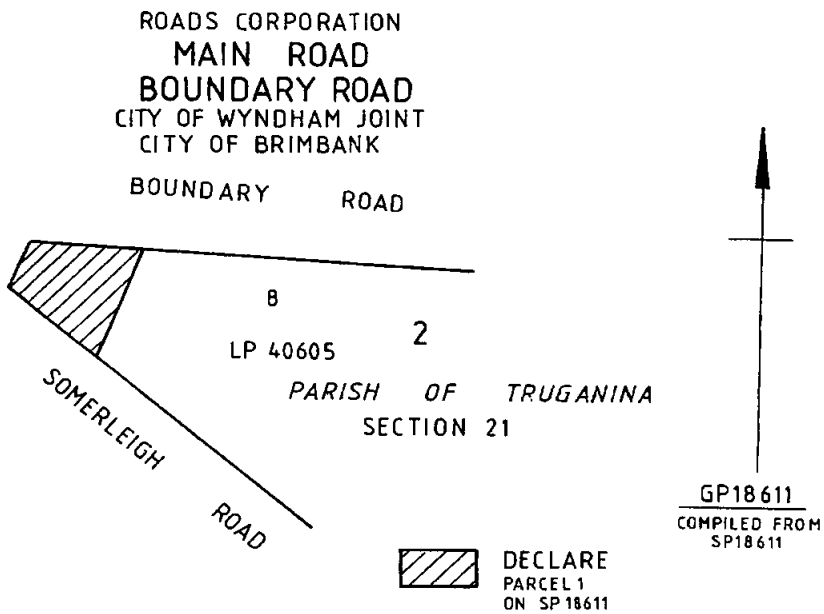 ROADS CORPORATION
MAIN ROAD
BOUNDARY ROAD
CITY OF WYNDHAM JOINT
CITY OF BRIMBANK
BOUNDARY ROAD
8
2
LP 40605
PARISH OF TRUGANINA
SECTION 21
SOMERLEIGH ROAD
GP18611
COMPILED FROM
SP18611
DECLARE
PARCEL 1
ON SP 18611